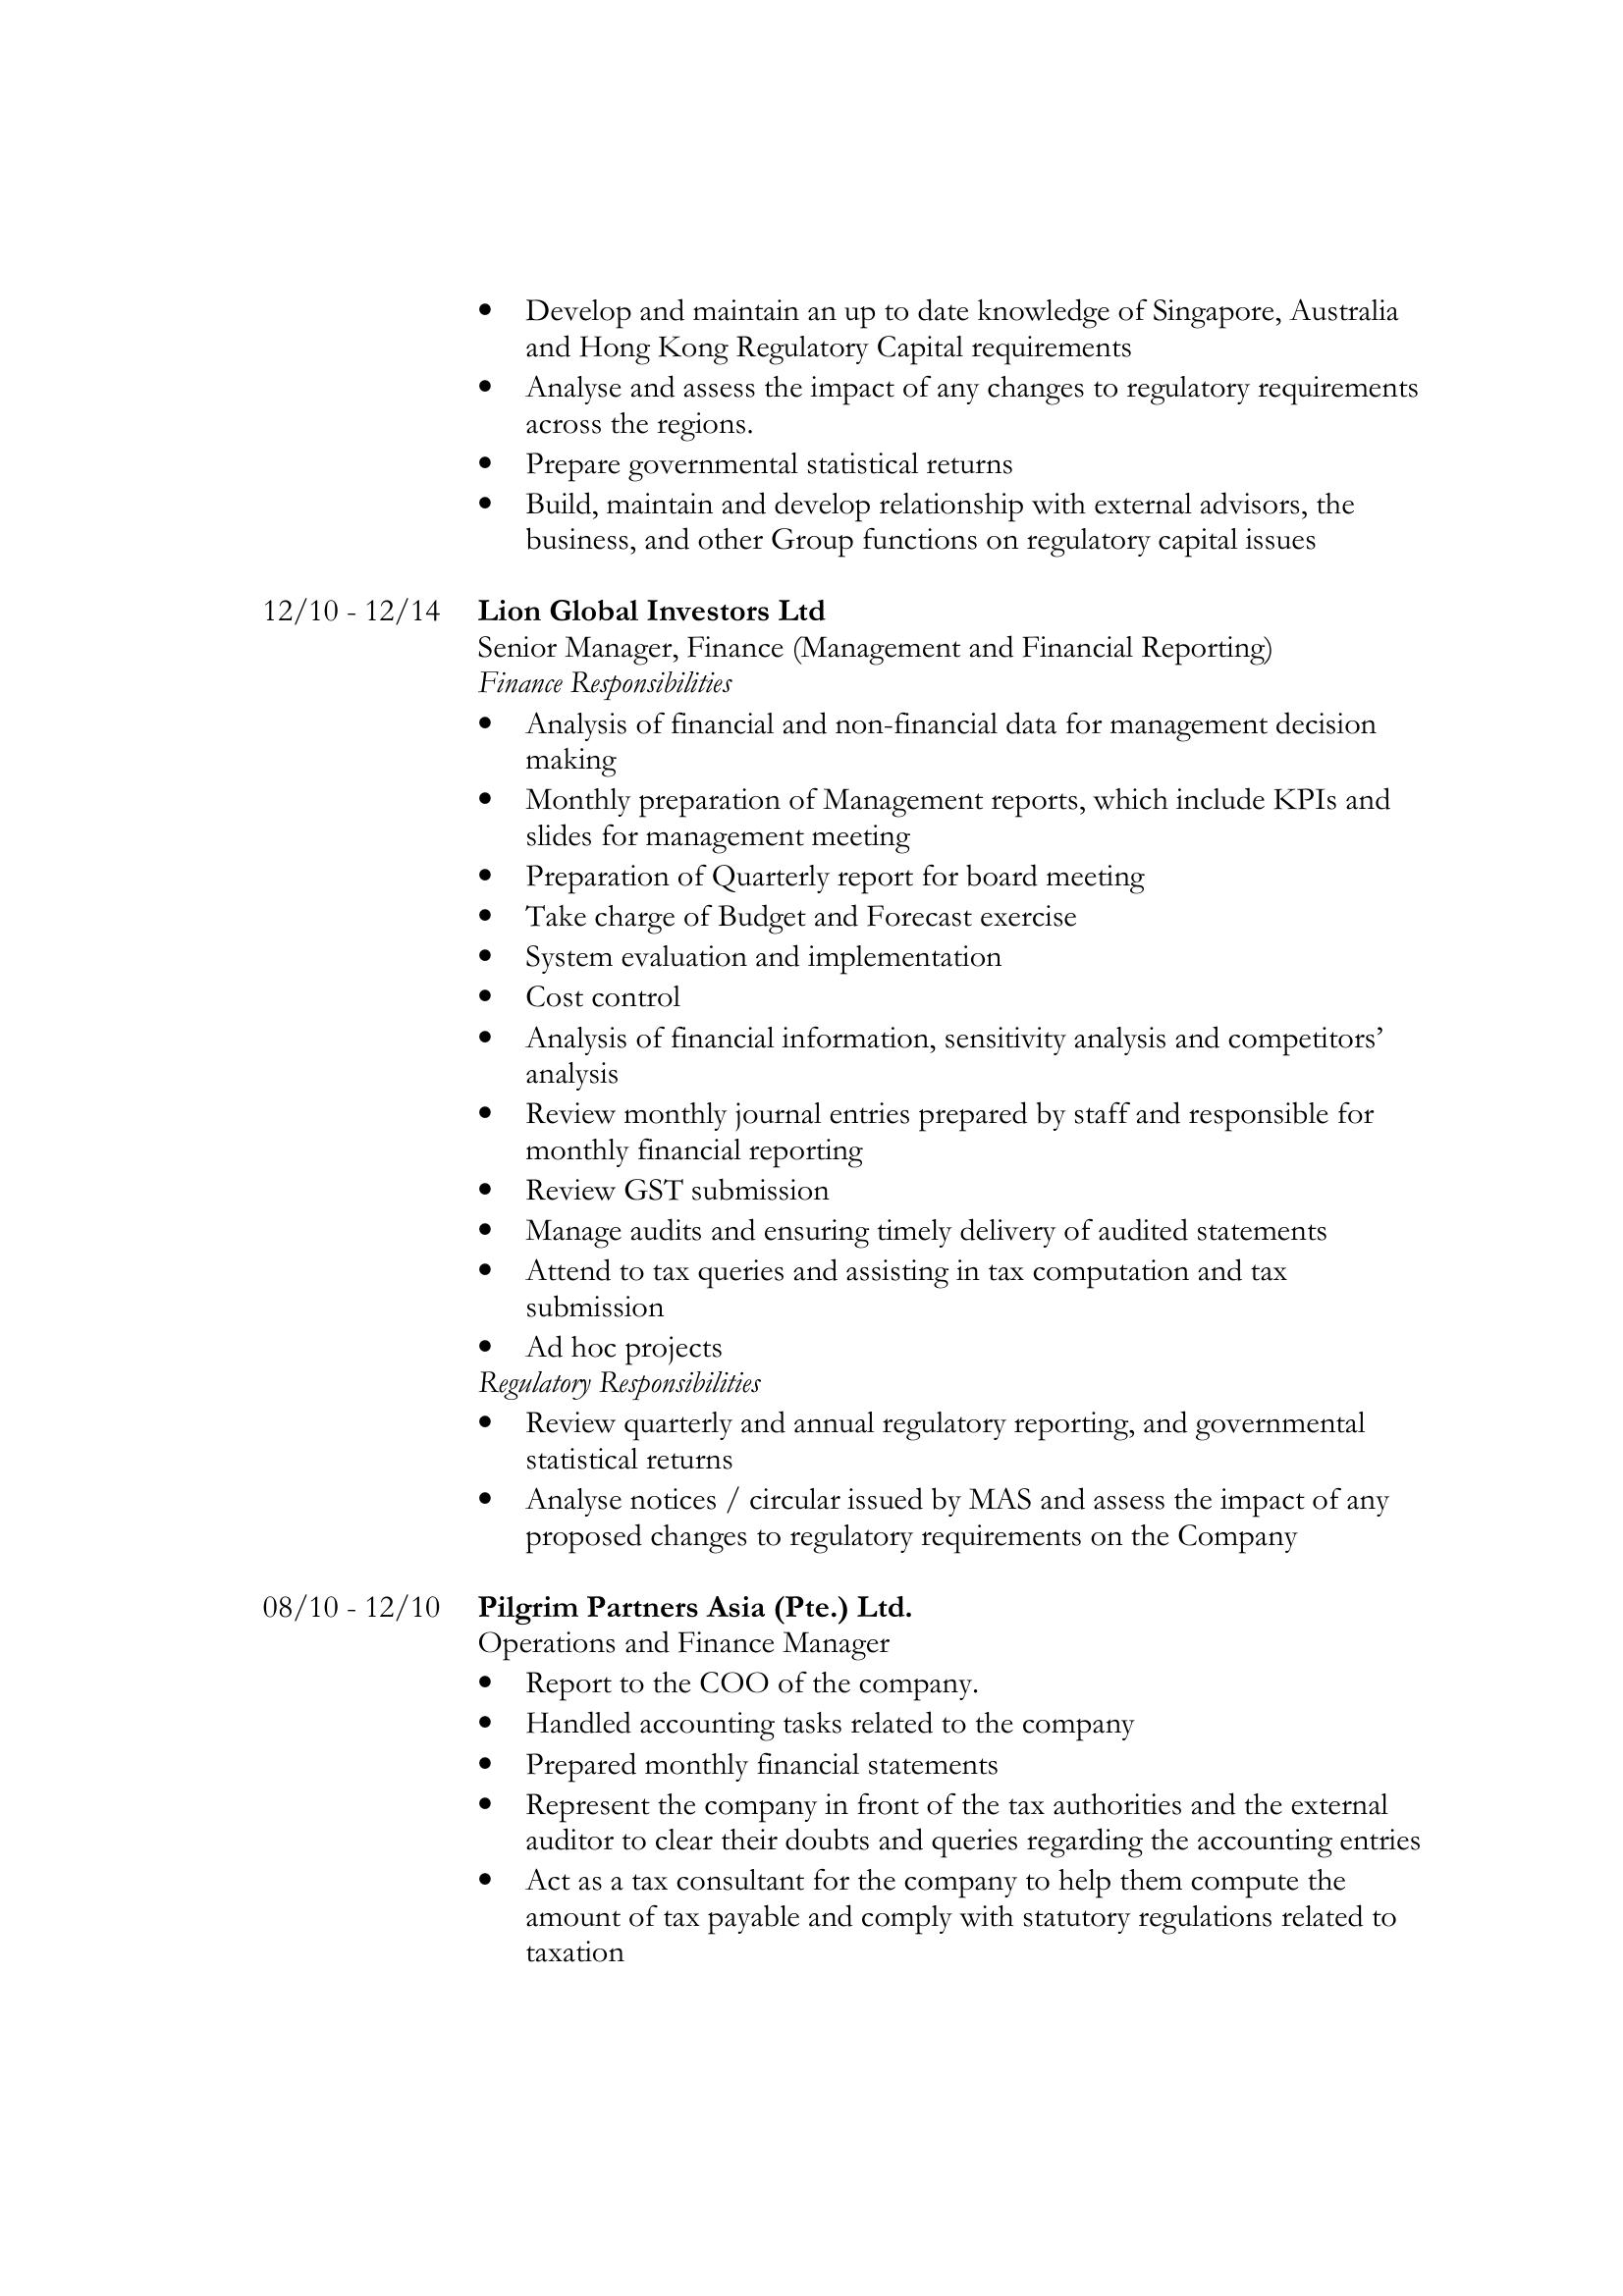 • Develop and maintain an up to date knowledge of Singapore, Australia
and Hong Kong Regulatory Capital requirements
• Analyse and assess the impact of any changes to regulatory requirements
across the regions.
• Prepare governmental statistical returns
• Build, maintain and develop relationship with external advisors, the
business, and other Group functions on regulatory capital issues
12/10 - 12/14 Lion Global Investors Ltd
Senior Manager, Finance (Management and Financial Reporting)
Finance Responsibilities
• Analysis of financial and non-financial data for management decision
making
• Monthly preparation of Management reports, which include KPIs and
slides for management meeting
• Preparation of Quarterly report for board meeting
• Take charge of Budget and Forecast exercise
• System evaluation and implementation
• Cost control
• Analysis of financial information, sensitivity analysis and competitors’
analysis
• Review monthly journal entries prepared by staff and responsible for
monthly financial reporting
• Review GST submission
• Manage audits and ensuring timely delivery of audited statements
• Attend to tax queries and assisting in tax computation and tax
submission
• Ad hoc projects
Regulatory Responsibilities
• Review quarterly and annual regulatory reporting, and governmental
statistical returns
• Analyse notices / circular issued by MAS and assess the impact of any
proposed changes to regulatory requirements on the Company
08/10 - 12/10 Pilgrim Partners Asia (Pte.) Ltd.
Operations and Finance Manager
• Report to the COO of the company.
• Handled accounting tasks related to the company
• Prepared monthly financial statements
• Represent the company in front of the tax authorities and the external
auditor to clear their doubts and queries regarding the accounting entries
• Act as a tax consultant for the company to help them compute the
amount of tax payable and comply with statutory regulations related to
taxation